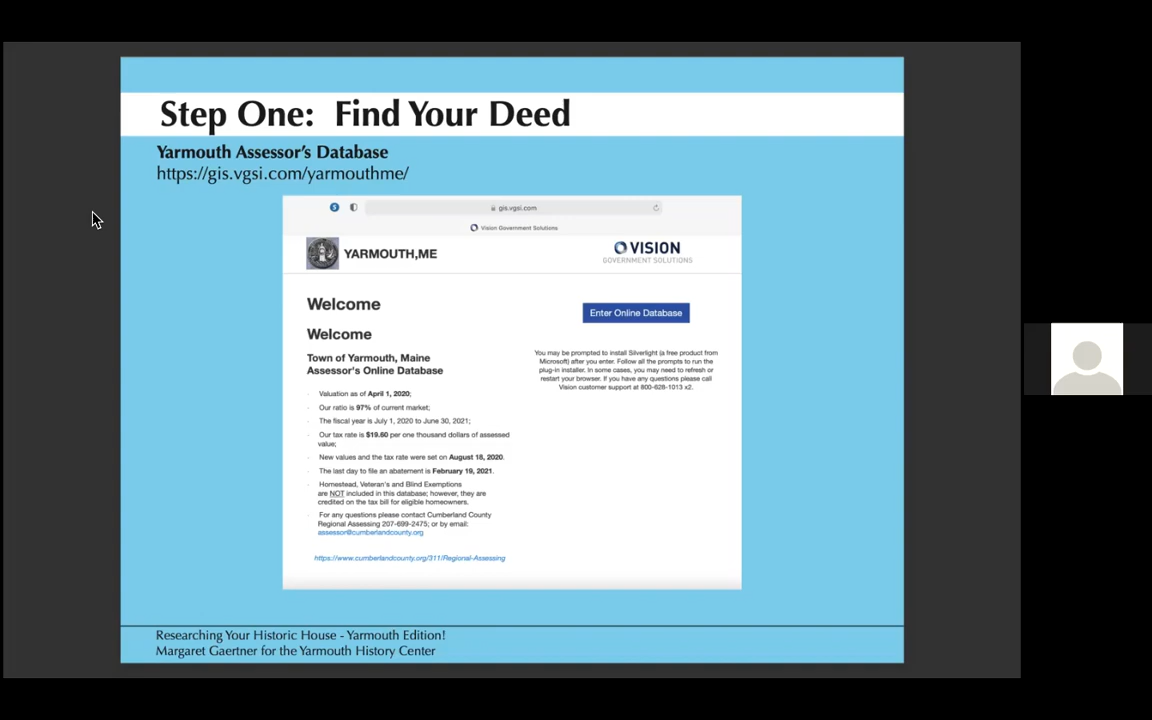 Step One: Find Your Deed
Yarmouth Assessor's Database
https://gis.vgsi.com/yarmouthme/
S
gis.vgsi.com
Vision Government Solutions
YARMOUTH,ME
VISION
GOVERNMENT SOLUTIONS
Welcome
Enter Online Database
Welcome
Town of Yarmouth, Maine
Assessor's Online Database
You may be prompted to install Silverlight (a free product from
Microsoft) after you enter. Follow all the prompts to run the
plug-in installer. In some cases, you may need to refresh or
restart your browser. If you have any questions please call
Vision customer support at 800-628-1013 x2.
· Valuation as of April 1, 2020;
· Our ratio is 97% of current market;
· The fiscal year is July 1, 2020 to June 30, 2021;
· Our tax rate is $19.60 per one thousand dollars of assessed
value;
· New values and the tax rate were set on August 18, 2020.
· The last day to file an abatement is February 19, 2021.
· Homestead, Veteran's and Blind Exemptions
are NOT included in this database; however, they are
credited on the tax bill for eligible homeowners.
· For any questions please contact Cumberland County
Regional Assessing 207-699-2475; or by email:
assessor@cumberlandcounty.org
https://www.cumberlandcounty.org/311/Regional-Assessing
Researching Your Historic House - Yarmouth Edition!
Margaret Gaertner for the Yarmouth History Center